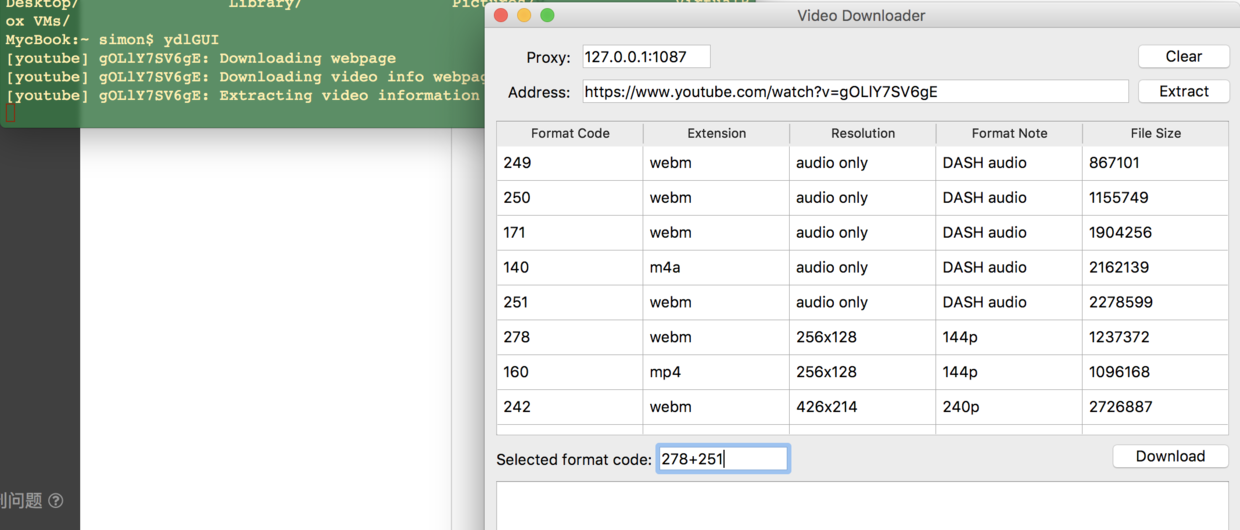 Desktop/ Library/
ox VMs/
MycBook:~ simon$ ydlGUI
[youtube] gOLlY7SV6gE: Downloading webpage
[youtube] gOLlY7SV6gE: Downloading video info webpag
[youtube] gOLlY7SV6gE: Extracting video information
Video Downloader
Proxy: 127.0.0.1:1087 Clear
Address: https://www.youtube.com/watch?v=gOLlY7SV6gE Extract
Format Code Extension Resolution Format Note File Size
249 webm audio only DASH audio 867101
250 webm audio only DASH audio 1155749
171 webm audio only DASH audio 1904256
140 m4a audio only DASH audio 2162139
251 webm audio only DASH audio 2278599
278 webm 256x128 144p 1237372
160 mp4 256x128 144p 1096168
242 webm 426x214 240p 2726887
Selected format code: 278+251 Download
问题 ?